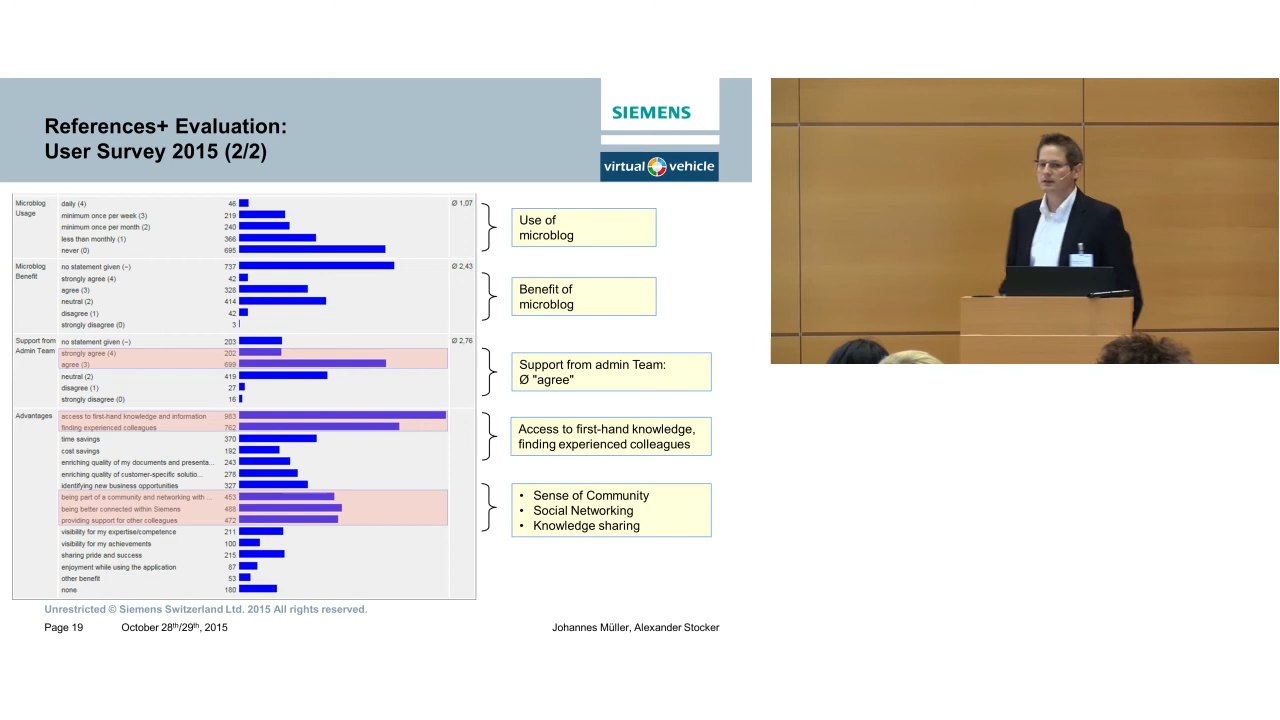 References+ Evaluation:
User Survey 2015 (2/2)
SIEMENS
virtual vehicle
Microblog Usage
daily (4) 46 Ø 1,07
minimum once per week (3) 219
minimum once per month (2) 240
less than monthly (1) 366
never (0) 695
Microblog Benefit
no statement given (~) 737 Ø 2,43
strongly agree (4) 42
agree (3) 328
neutral (2) 414
disagree (1) 42
strongly disagree (0) 3
Support from Admin Team
no statement given (~) 203 Ø 2,76
strongly agree (4) 202
agree (3) 699
neutral (2) 419
disagree (1) 27
strongly disagree (0) 16
Advantages
access to first-hand knowledge and information 983
finding experienced colleagues 762
time savings 370
cost savings 192
enriching quality of my documents and presenta... 243
enriching quality of customer-specific solutio... 278
identifying new business opportunities 327
being part of a community and networking with ... 453
being better connected within Siemens 488
providing support for other colleagues 472
visibility for my expertise/competence 211
visibility for my achievements 100
sharing pride and success 215
enjoyment while using the application 87
other benefit 53
none 180
Use of
microblog
Benefit of
microblog
Support from admin Team:
Ø "agree"
Access to first-hand knowledge,
finding experienced colleagues
• Sense of Community
• Social Networking
• Knowledge sharing
Unrestricted © Siemens Switzerland Ltd. 2015 All rights reserved.
Page 19 October 28th/29th, 2015 Johannes Müller, Alexander Stocker